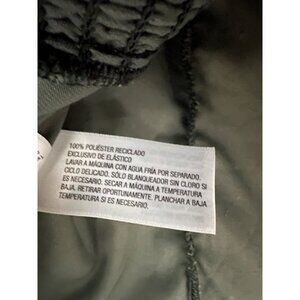 100% POLIÉSTER RECICLADO
EXCLUSIVO DE ELÁSTICO
LAVAR A MÁQUINA CON AGUA FRÍA POR SEPARADO.
CICLO DELICADO. SÓLO BLANQUEADOR SIN CLORO SI
ES NECESARIO. SECAR A MÁQUINA A TEMPERATURA
BAJA. RETIRAR OPORTUNAMENTE. PLANCHAR A BAJA
TEMPERATURA SI ES NECESARIO.